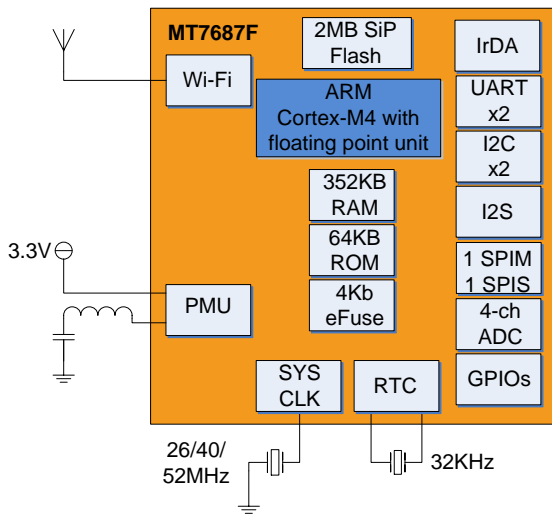 MT7687F
2MB SiP
Flash
IrDA
Wi-Fi
ARM
Cortex-M4 with
floating point unit
UART
x2
I2C
x2
352KB
RAM
I2S
64KB
ROM
3.3V
1 SPIM
1 SPIS
PMU
4Kb
eFuse
4-ch
ADC
SYS
CLK
RTC
GPIOs
26/40/
52MHz
32KHz